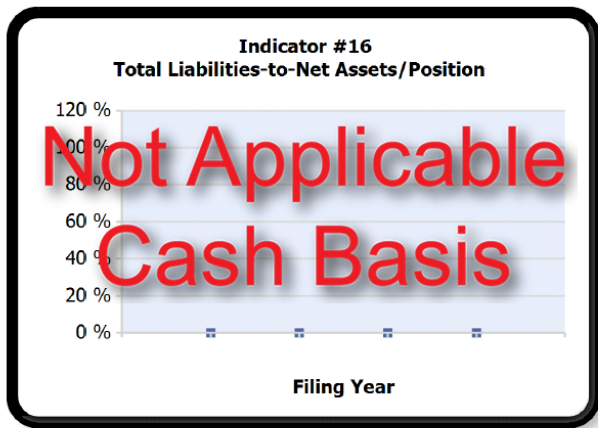 Indicator #16
Total Liabilities-to-Net Assets/Position
120 %
100 %
80 %
60 %
40 %
20 %
0 %
Not Applicable
Cash Basis
Filing Year